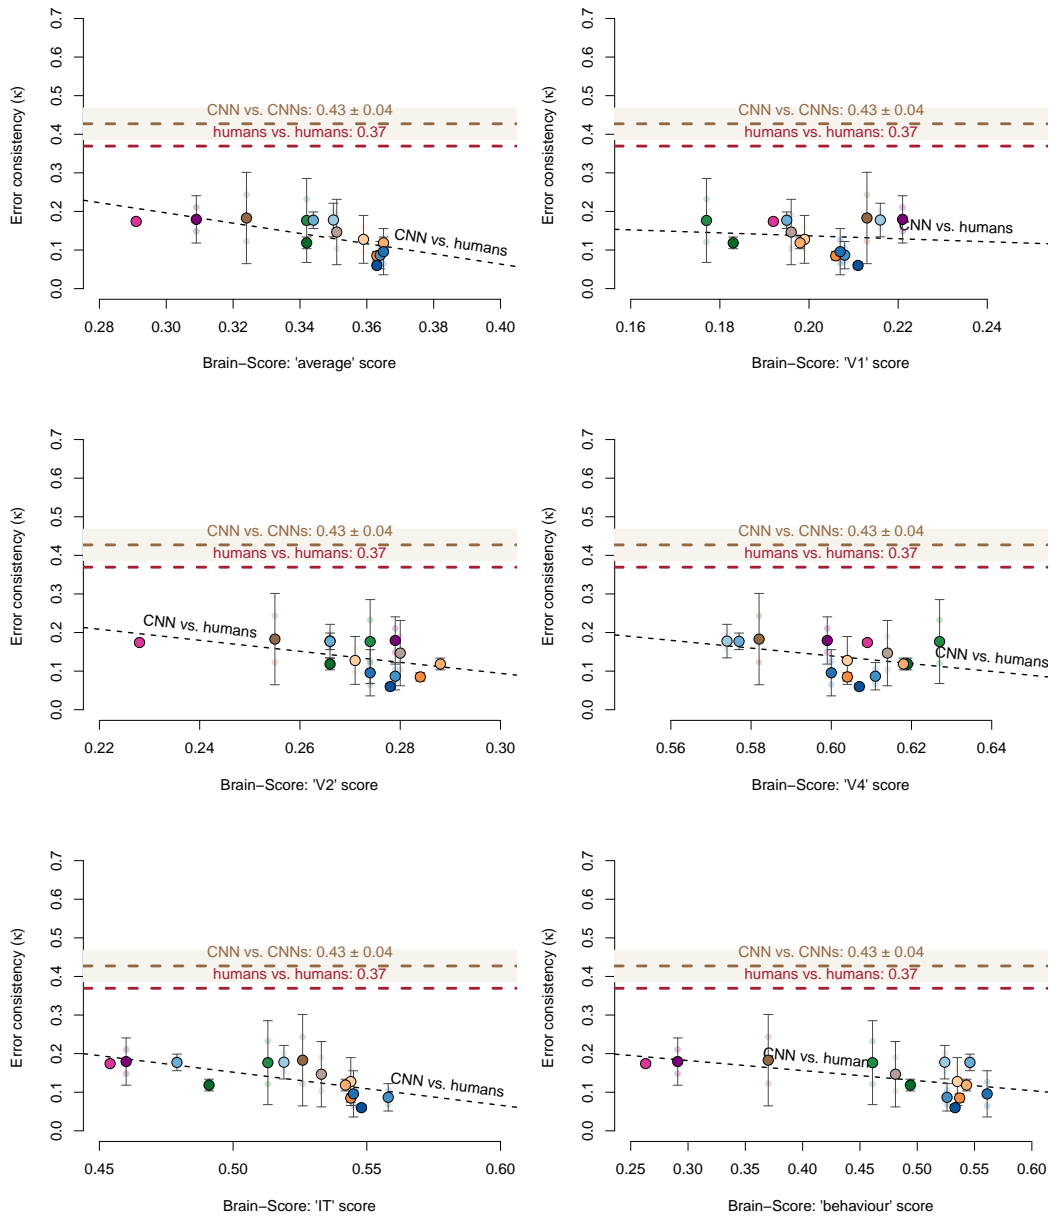 0.7
0.6
0.5
0.4
0.3
0.2
0.1
0.0
Error consistency (κ)
CNN vs. CNNs: 0.43 ± 0.04
humans vs. humans: 0.37
CNN vs. humans
0.28 0.30 0.32 0.34 0.36 0.38 0.40
Brain−Score: 'average' score
0.7
0.6
0.5
0.4
0.3
0.2
0.1
0.0
Error consistency (κ)
CNN vs. CNNs: 0.43 ± 0.04
humans vs. humans: 0.37
CNN vs. humans
0.16 0.18 0.20 0.22 0.24
Brain−Score: 'V1' score
0.7
0.6
0.5
0.4
0.3
0.2
0.1
0.0
Error consistency (κ)
CNN vs. CNNs: 0.43 ± 0.04
humans vs. humans: 0.37
CNN vs. humans
0.22 0.24 0.26 0.28 0.30
Brain−Score: 'V2' score
0.7
0.6
0.5
0.4
0.3
0.2
0.1
0.0
Error consistency (κ)
CNN vs. CNNs: 0.43 ± 0.04
humans vs. humans: 0.37
CNN vs. humans
0.56 0.58 0.60 0.62 0.64
Brain−Score: 'V4' score
0.7
0.6
0.5
0.4
0.3
0.2
0.1
0.0
Error consistency (κ)
CNN vs. CNNs: 0.43 ± 0.04
humans vs. humans: 0.37
CNN vs. humans
0.45 0.50 0.55 0.60
Brain−Score: 'IT' score
0.7
0.6
0.5
0.4
0.3
0.2
0.1
0.0
Error consistency (κ)
CNN vs. CNNs: 0.43 ± 0.04
humans vs. humans: 0.37
CNN vs. humans
0.25 0.30 0.35 0.40 0.45 0.50 0.55 0.60
Brain−Score: 'behaviour' score